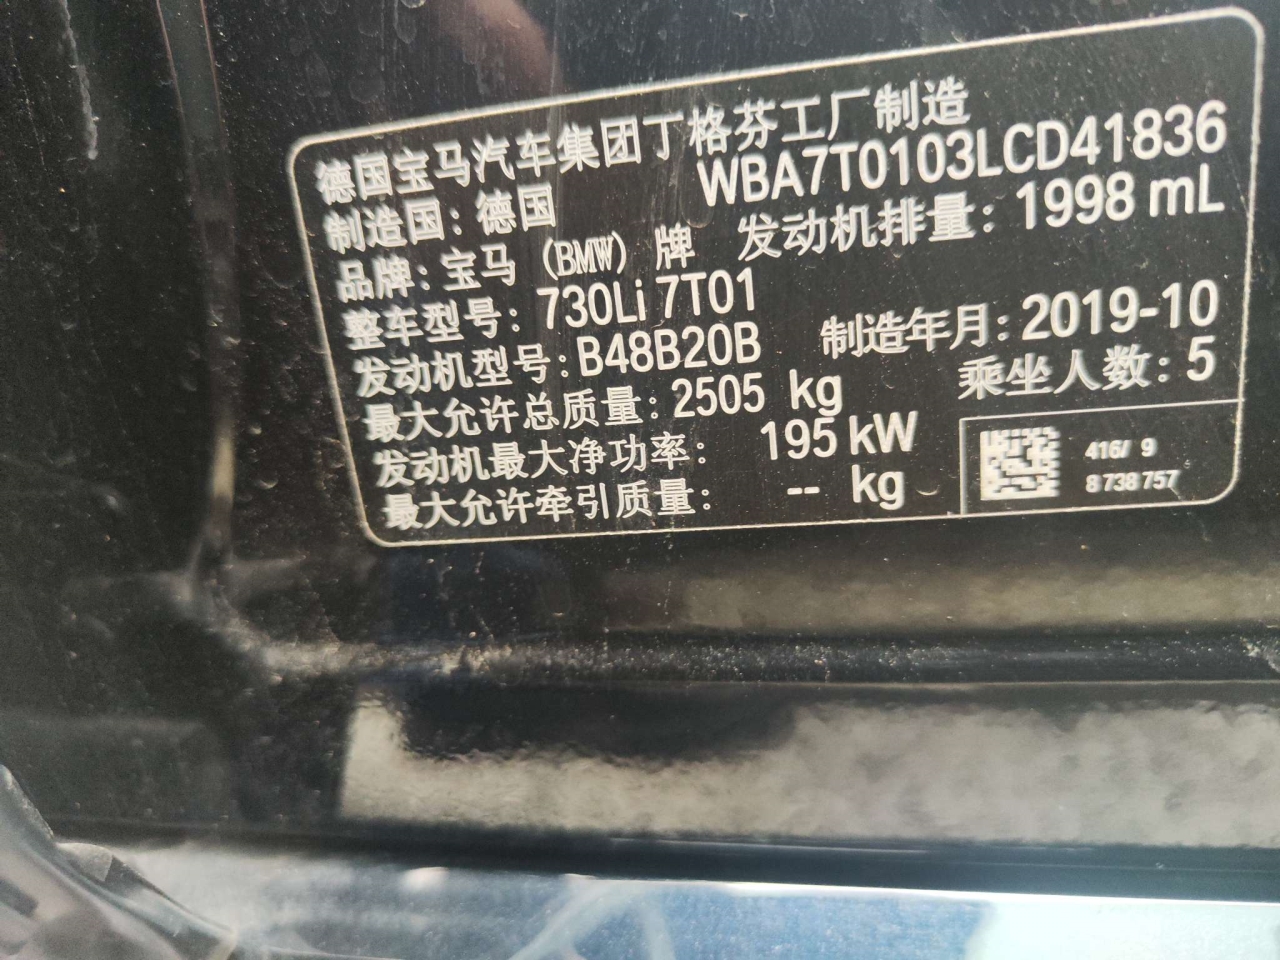 德国宝马汽车集团丁格芬工厂制造
制造国：德国 WBA7T0103LCD41836
品牌：宝马（BMW）牌 发动机排量：1998 mL
整车型号：730Li 7T01
发动机型号：B48B20B 制造年月：2019-10
最大允许总质量：2505 kg 乘坐人数：5
发动机最大净功率： 195 kW
最大允许牵引质量： -- kg
416/ 9
8738757